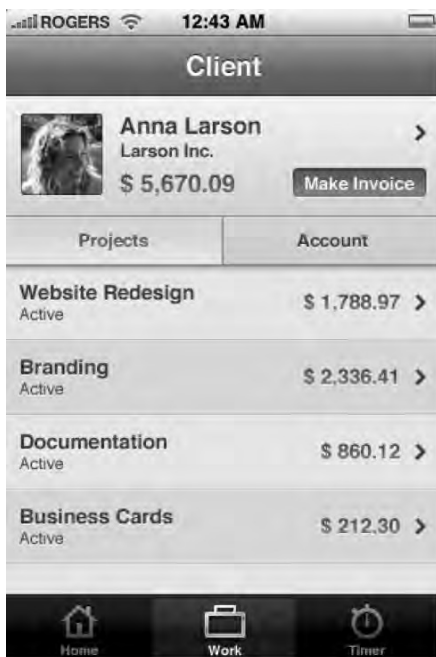 ROGERS 12:43 AM
Client
Anna Larson
Larson Inc.
$ 5,670.09 Make Invoice
Projects Account
Website Redesign
Active
$ 1,788.97
Branding
Active
$ 2,336.41
Documentation
Active
$ 860.12
Business Cards
Active
$ 212.30
Home Work Timer